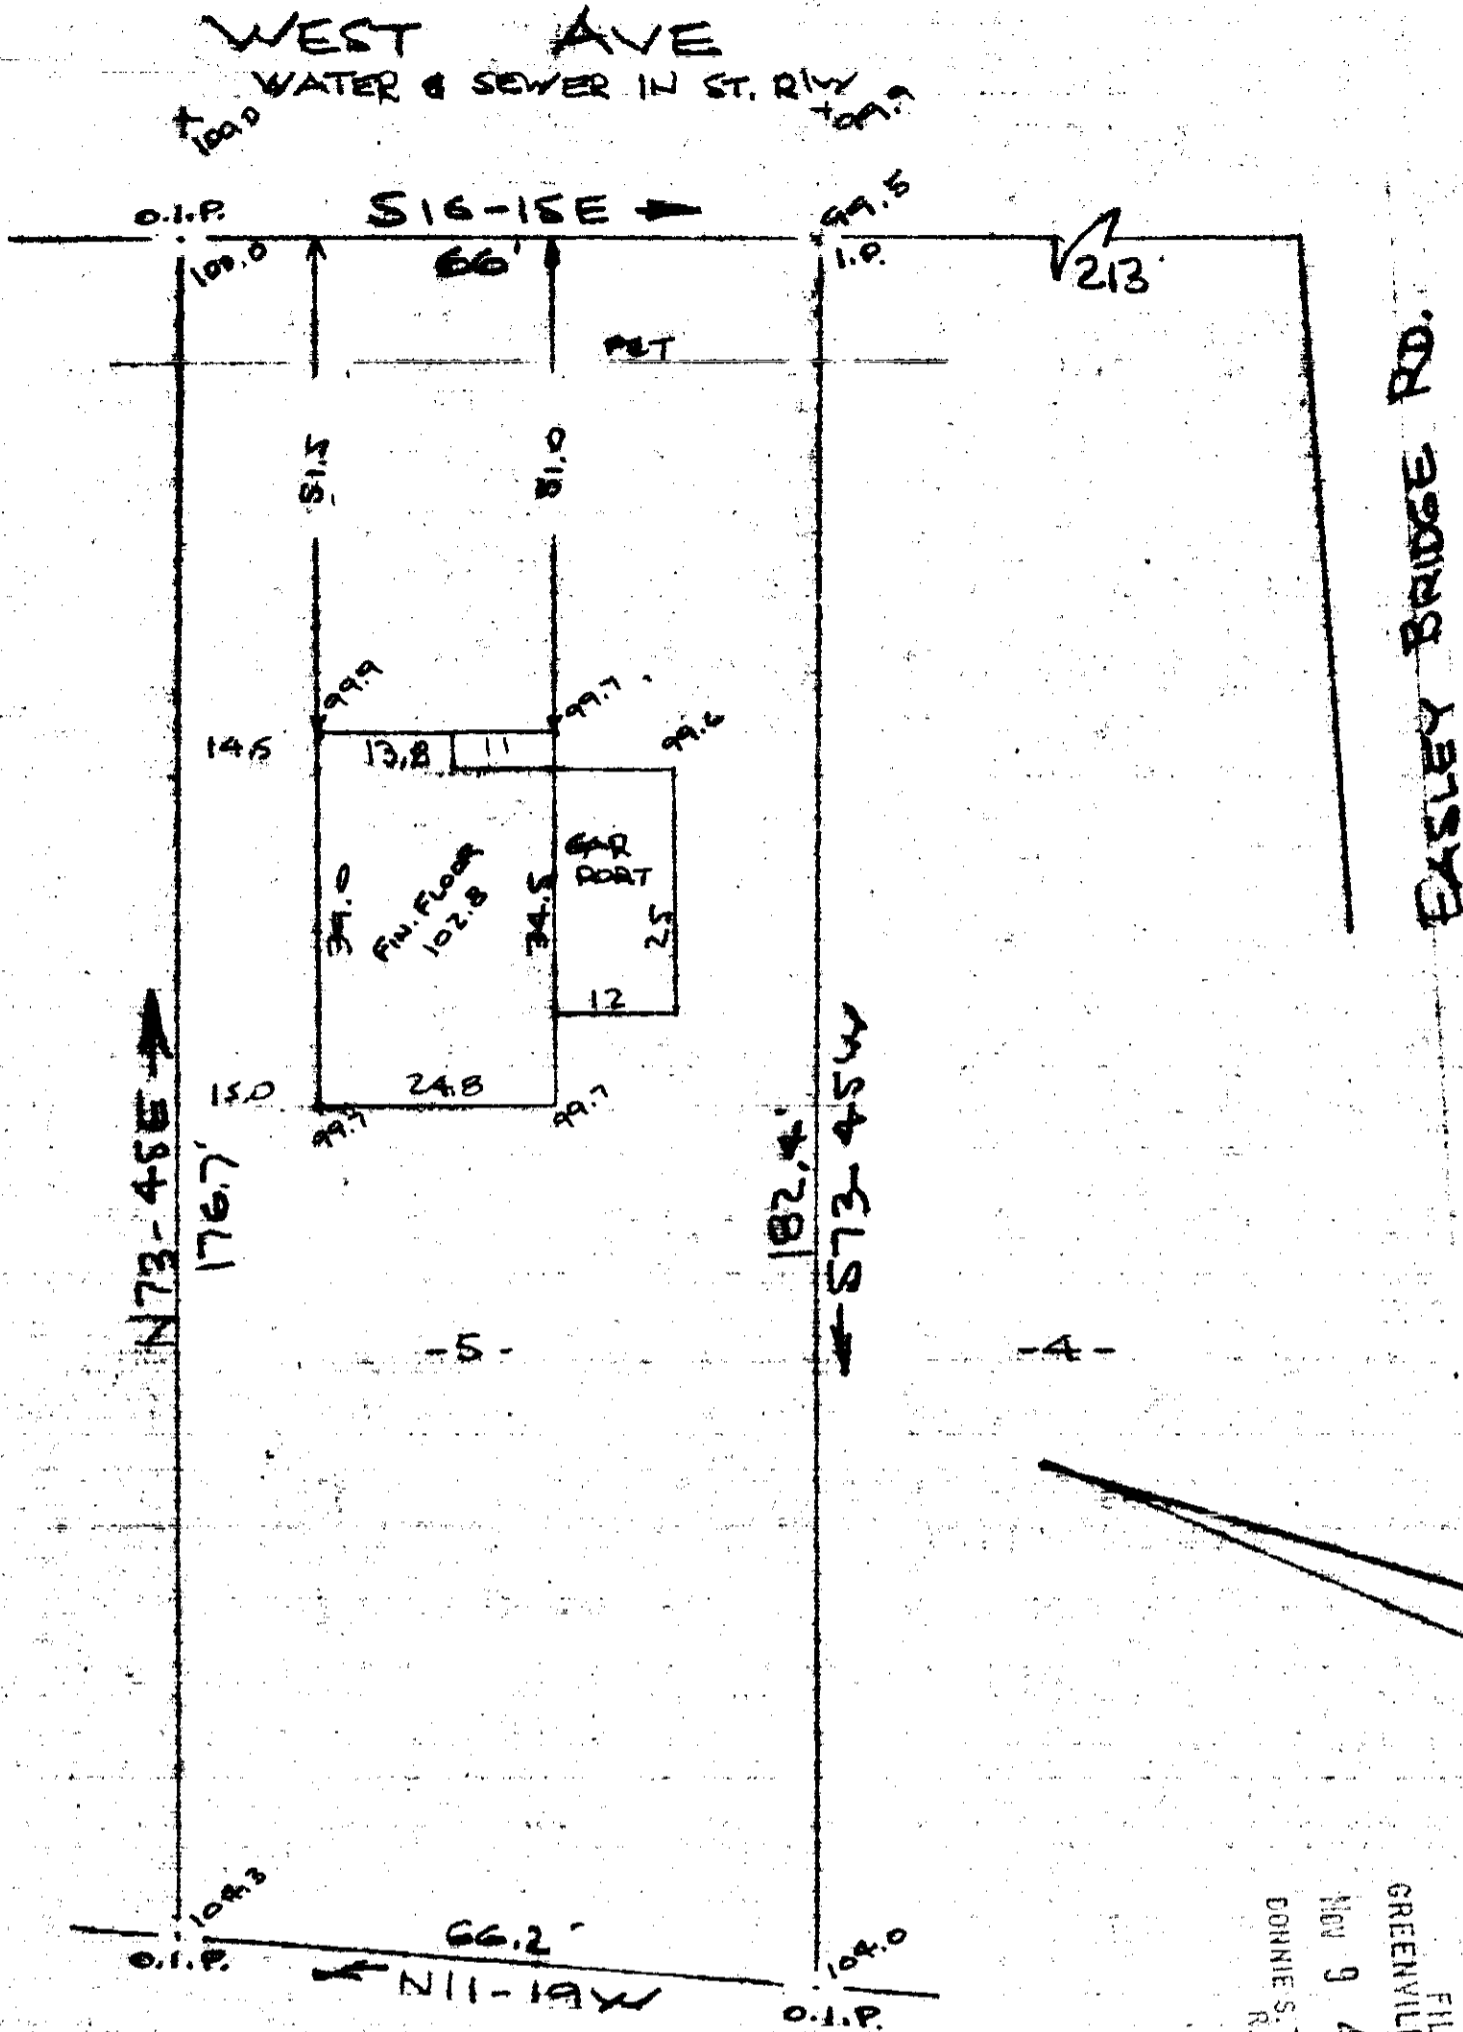 WEST AVE
WATER & SEWER IN ST. R/W
100.0
99.9
O.I.P.
S16-15E
99.5
100.0
66'
I.P.
213
EASLEY BRIDGE RD.
51.5
51.0
99.9
99.7
99.6
14.5
13.8
11
CAR
PORT
FIN. FLOOR
102.8
39.0
34.5
25
12
15.0
24.8
99.7
99.7
N73-45E
176.7'
182.4'
S73-45W
-5-
-4-
104.3
O.I.P.
66.2
N11-19W
104.0
O.I.P.
GREENVILL
NOV 9
DONNIE S.